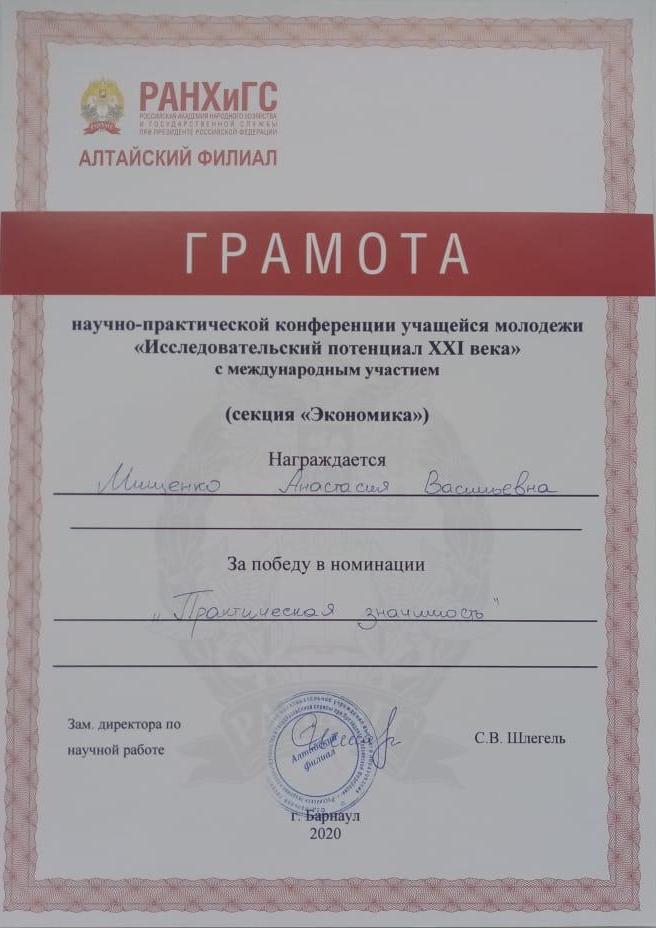 РАНХиГС
РОССИЙСКАЯ АКАДЕМИЯ НАРОДНОГО ХОЗЯЙСТВА
И ГОСУДАРСТВЕННОЙ СЛУЖБЫ
ПРИ ПРЕЗИДЕНТЕ РОССИЙСКОЙ ФЕДЕРАЦИИ
АЛТАЙСКИЙ ФИЛИАЛ
ГРАМОТА
научно-практической конференции учащейся молодежи
«Исследовательский потенциал XXI века»
с международным участием
(секция «Экономика»)
Награждается
Мищенко Анастасия Васильевна
За победу в номинации
„Практическая значимость"
Зам. директора по
научной работе
С.В. Шлегель
Алтайский
филиал
г. Барнаул
2020